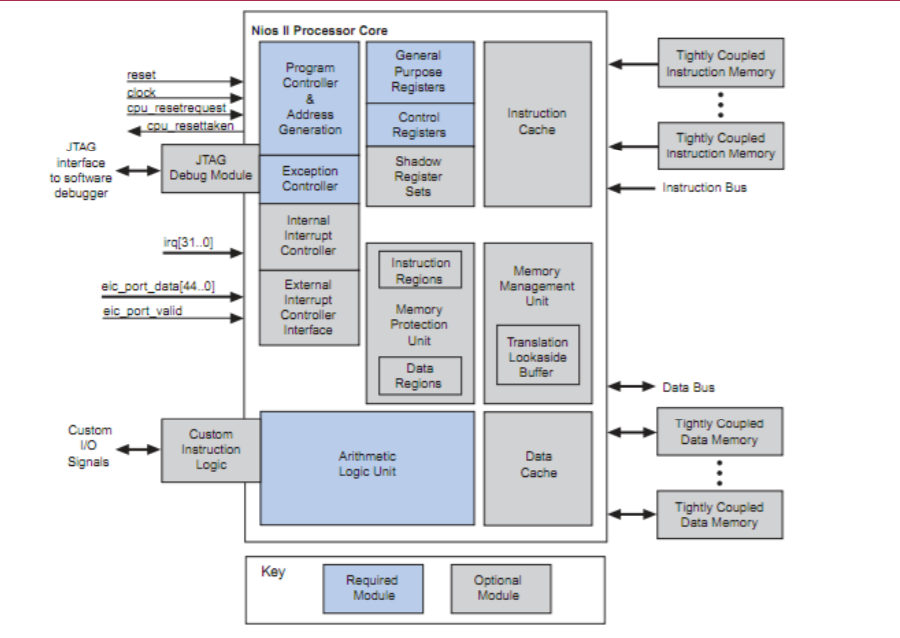 Nios II Processor Core
reset
clock
cpu_resetrequest
cpu_resettaken
JTAG
interface
to software
debugger
JTAG
Debug Module
irq[31..0]
eic_port_data[44..0]
eic_port_valid
Custom
I/O
Signals
Custom
Instruction
Logic
Program
Controller
&
Address
Generation
Exception
Controller
Internal
Interrupt
Controller
External
Interrupt
Controller
Interface
General
Purpose
Registers
Control
Registers
Shadow
Register
Sets
Instruction
Cache
Instruction
Regions
Memory
Protection
Unit
Data
Regions
Memory
Management
Unit
Translation
Lookaside
Buffer
Arithmetic
Logic Unit
Data
Cache
Tightly Coupled
Instruction Memory
Tightly Coupled
Instruction Memory
Instruction Bus
Data Bus
Tightly Coupled
Data Memory
Tightly Coupled
Data Memory
Key
Required
Module
Optional
Module